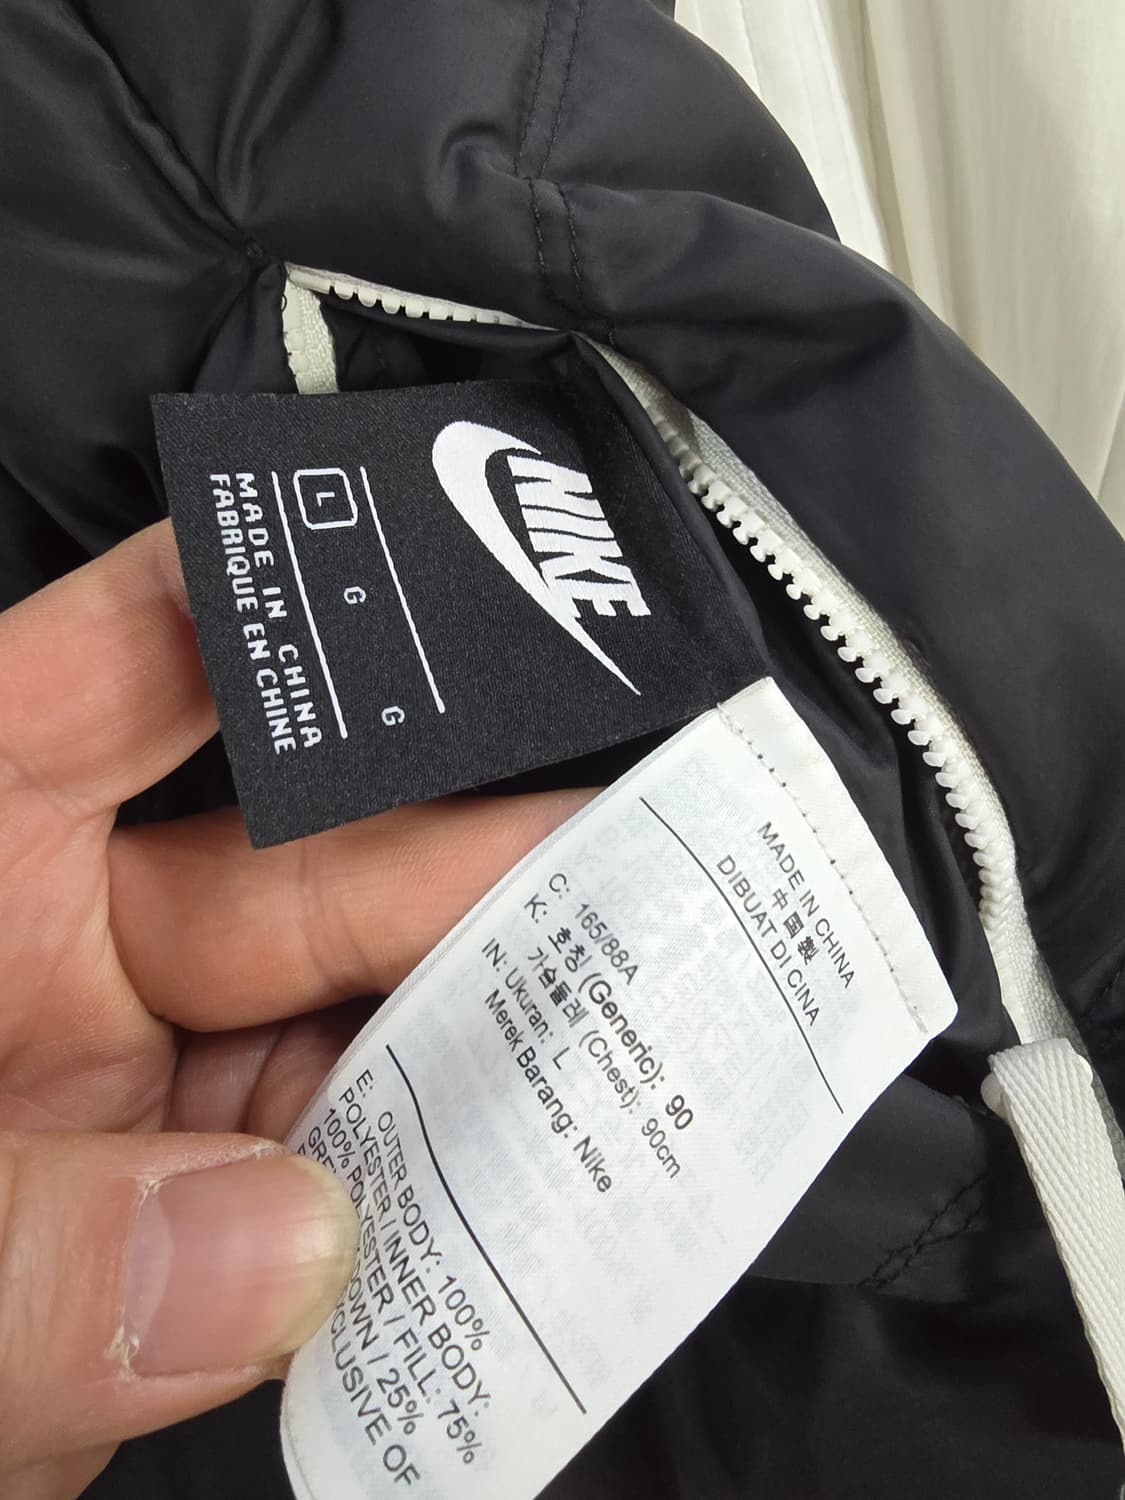 NIKE
L
G
G
MADE IN CHINA
FABRIQUE EN CHINE
MADE IN CHINA
中国製
DIBUAT DI CINA
C: 165/88A
K: 호칭 (Generic): 90
가슴둘레 (Chest): 90cm
IN: Ukuran: L
Merek Barang: Nike
E: OUTER BODY: 100%
POLYESTER / INNER BODY:
100% POLYESTER / FILL: 75%
DOWN / 25%
OF